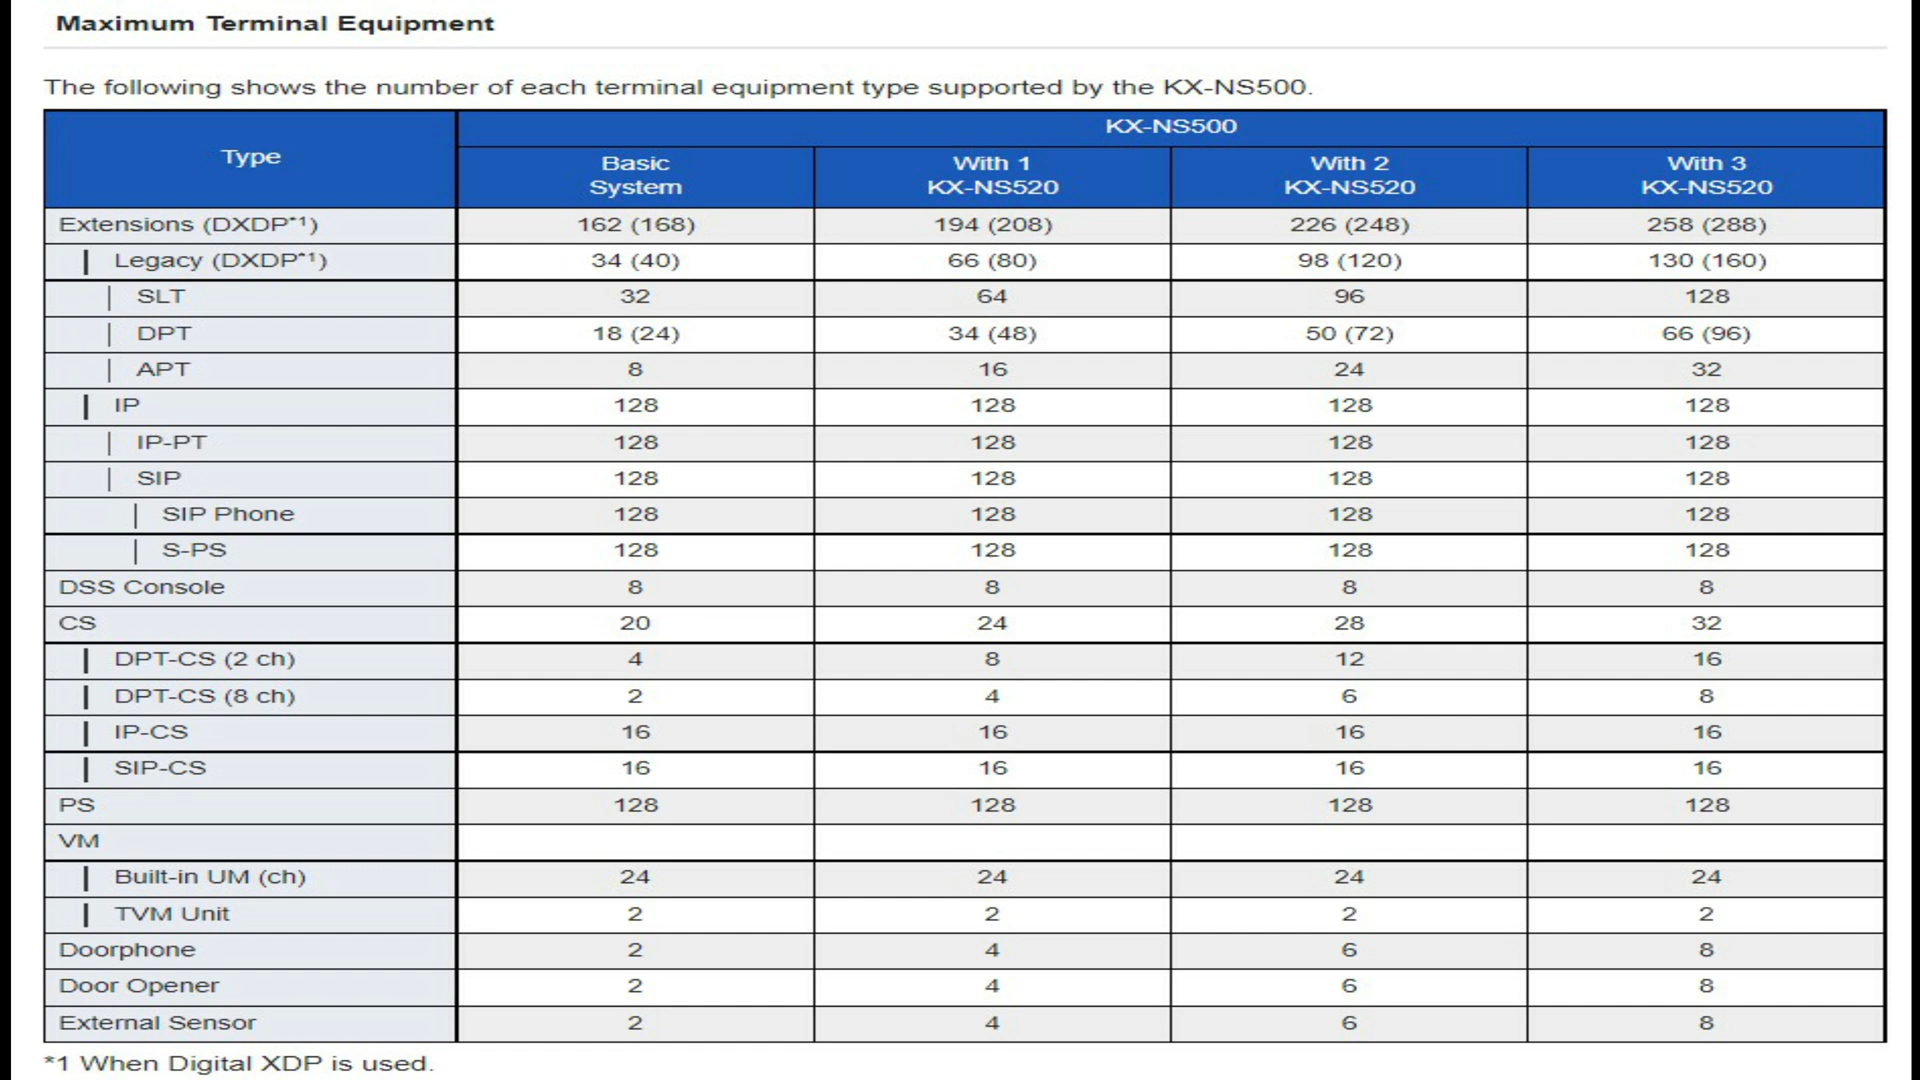 Maximum Terminal Equipment
The following shows the number of each terminal equipment type supported by the KX-NS500.
Type KX-NS500
Basic System With 1 KX-NS520 With 2 KX-NS520 With 3 KX-NS520
Extensions (DXDP*1) 162 (168) 194 (208) 226 (248) 258 (288)
Legacy (DXDP*1) 34 (40) 66 (80) 98 (120) 130 (160)
SLT 32 64 96 128
DPT 18 (24) 34 (48) 50 (72) 66 (96)
APT 8 16 24 32
IP 128 128 128 128
IP-PT 128 128 128 128
SIP 128 128 128 128
SIP Phone 128 128 128 128
S-PS 128 128 128 128
DSS Console 8 8 8 8
CS 20 24 28 32
DPT-CS (2 ch) 4 8 12 16
DPT-CS (8 ch) 2 4 6 8
IP-CS 16 16 16 16
SIP-CS 16 16 16 16
PS 128 128 128 128
VM
Built-in UM (ch) 24 24 24 24
TVM Unit 2 2 2 2
Doorphone 2 4 6 8
Door Opener 2 4 6 8
External Sensor 2 4 6 8
*1 When Digital XDP is used.